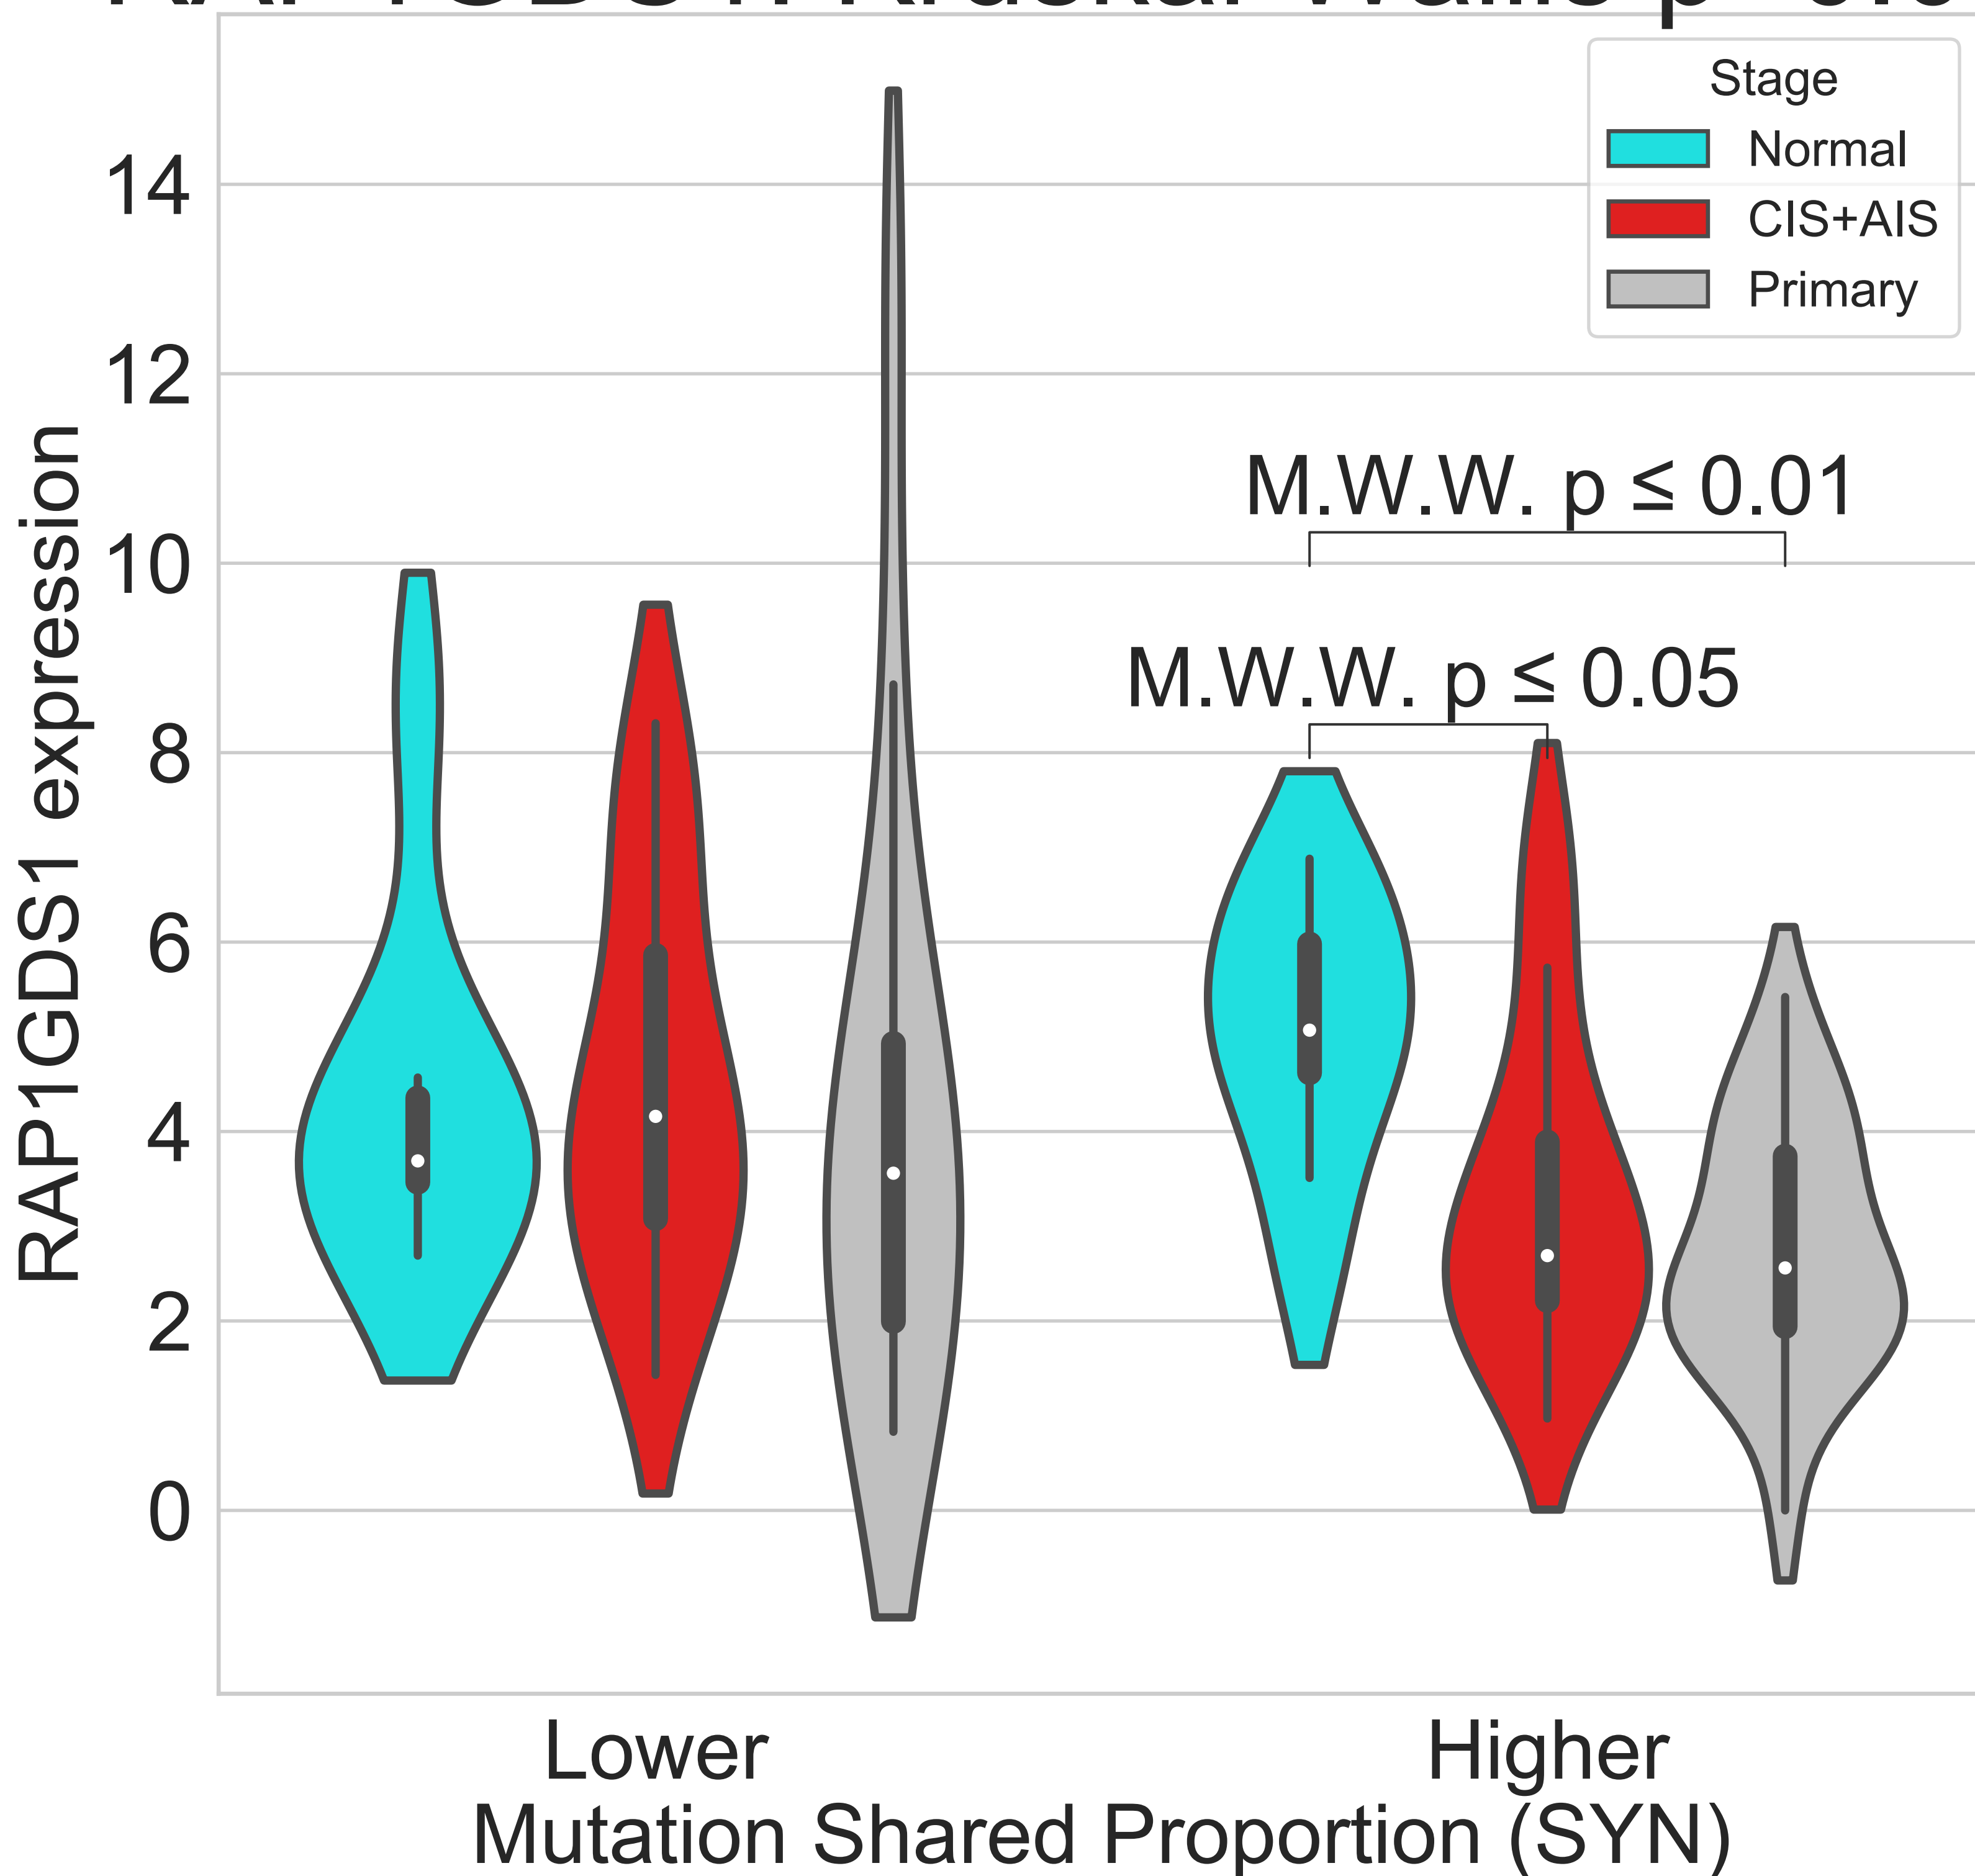 Stage
Normal
CIS+AIS
Primary
14
12
10
8
6
4
2
0
RAP1GDS1 expression
M.W.W. p ≤ 0.01
M.W.W. p ≤ 0.05
Lower
Higher
Mutation Shared Proportion (SYN)